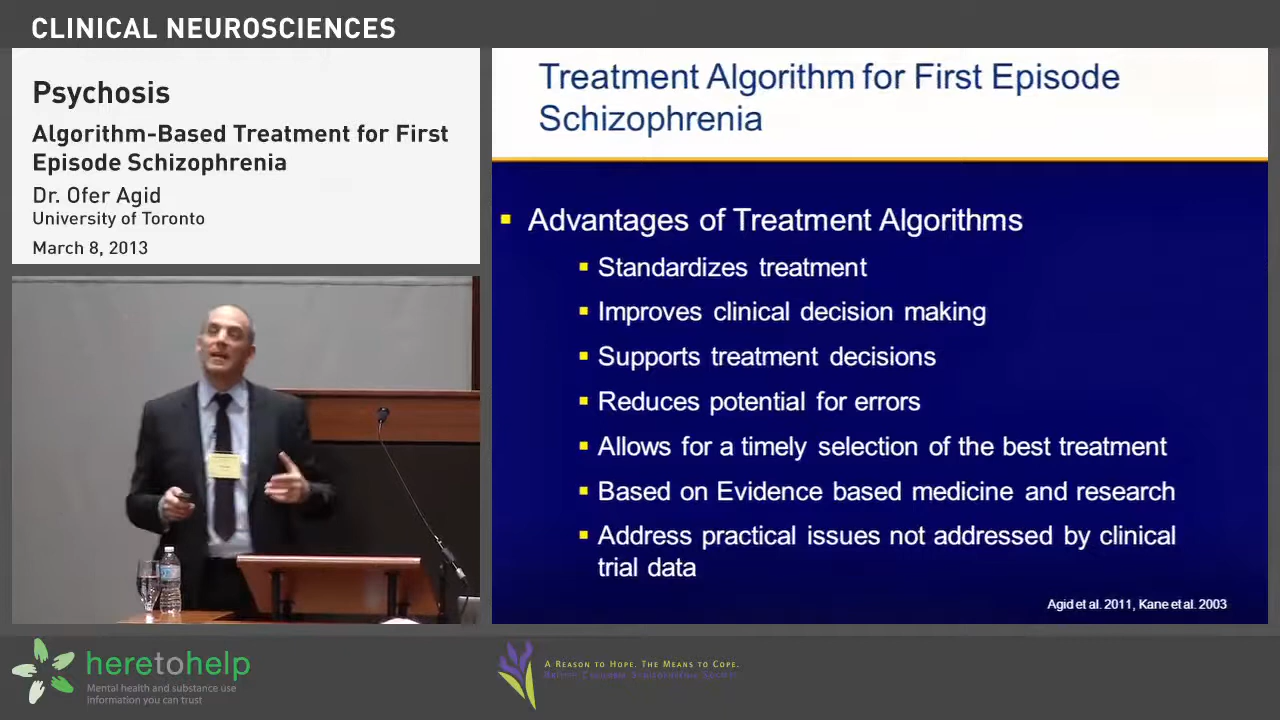 CLINICAL NEUROSCIENCES
Psychosis
Algorithm-Based Treatment for First
Episode Schizophrenia
Dr. Ofer Agid
University of Toronto
March 8, 2013
Treatment Algorithm for First Episode
Schizophrenia
Advantages of Treatment Algorithms
Standardizes treatment
Improves clinical decision making
Supports treatment decisions
Reduces potential for errors
Allows for a timely selection of the best treatment
Based on Evidence based medicine and research
Address practical issues not addressed by clinical
trial data
Agid et al. 2011, Kane et al. 2003
heretohelp
Mental health and substance use
information you can trust
A Reason to Hope. The Means to Cope.
British Columbia Schizophrenia Society